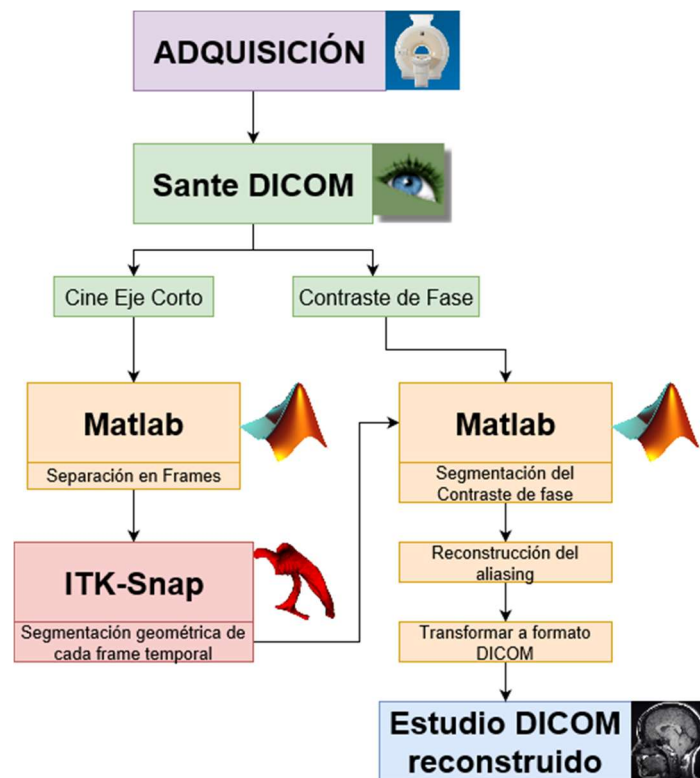 ADQUISICIÓN
Sante DICOM
Cine Eje Corto
Contraste de Fase
Matlab
Separación en Frames
Matlab
Segmentación del
Contraste de fase
ITK-Snap
Segmentación geométrica de
cada frame temporal
Reconstrucción del
aliasing
Transformar a formato
DICOM
Estudio DICOM
reconstruido